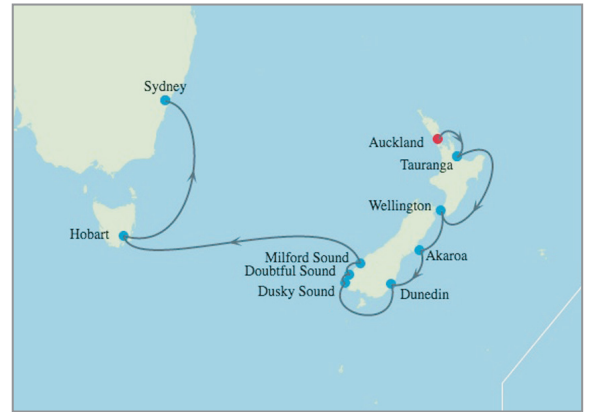 Sydney
Auckland
Tauranga
Wellington
Hobart
Akaroa
Milford Sound
Doubtful Sound
Dusky Sound
Dunedin